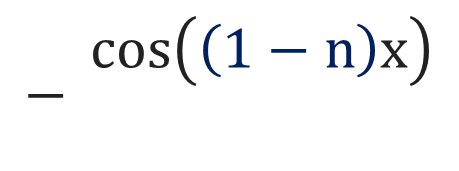 − cos((1 − n)x)